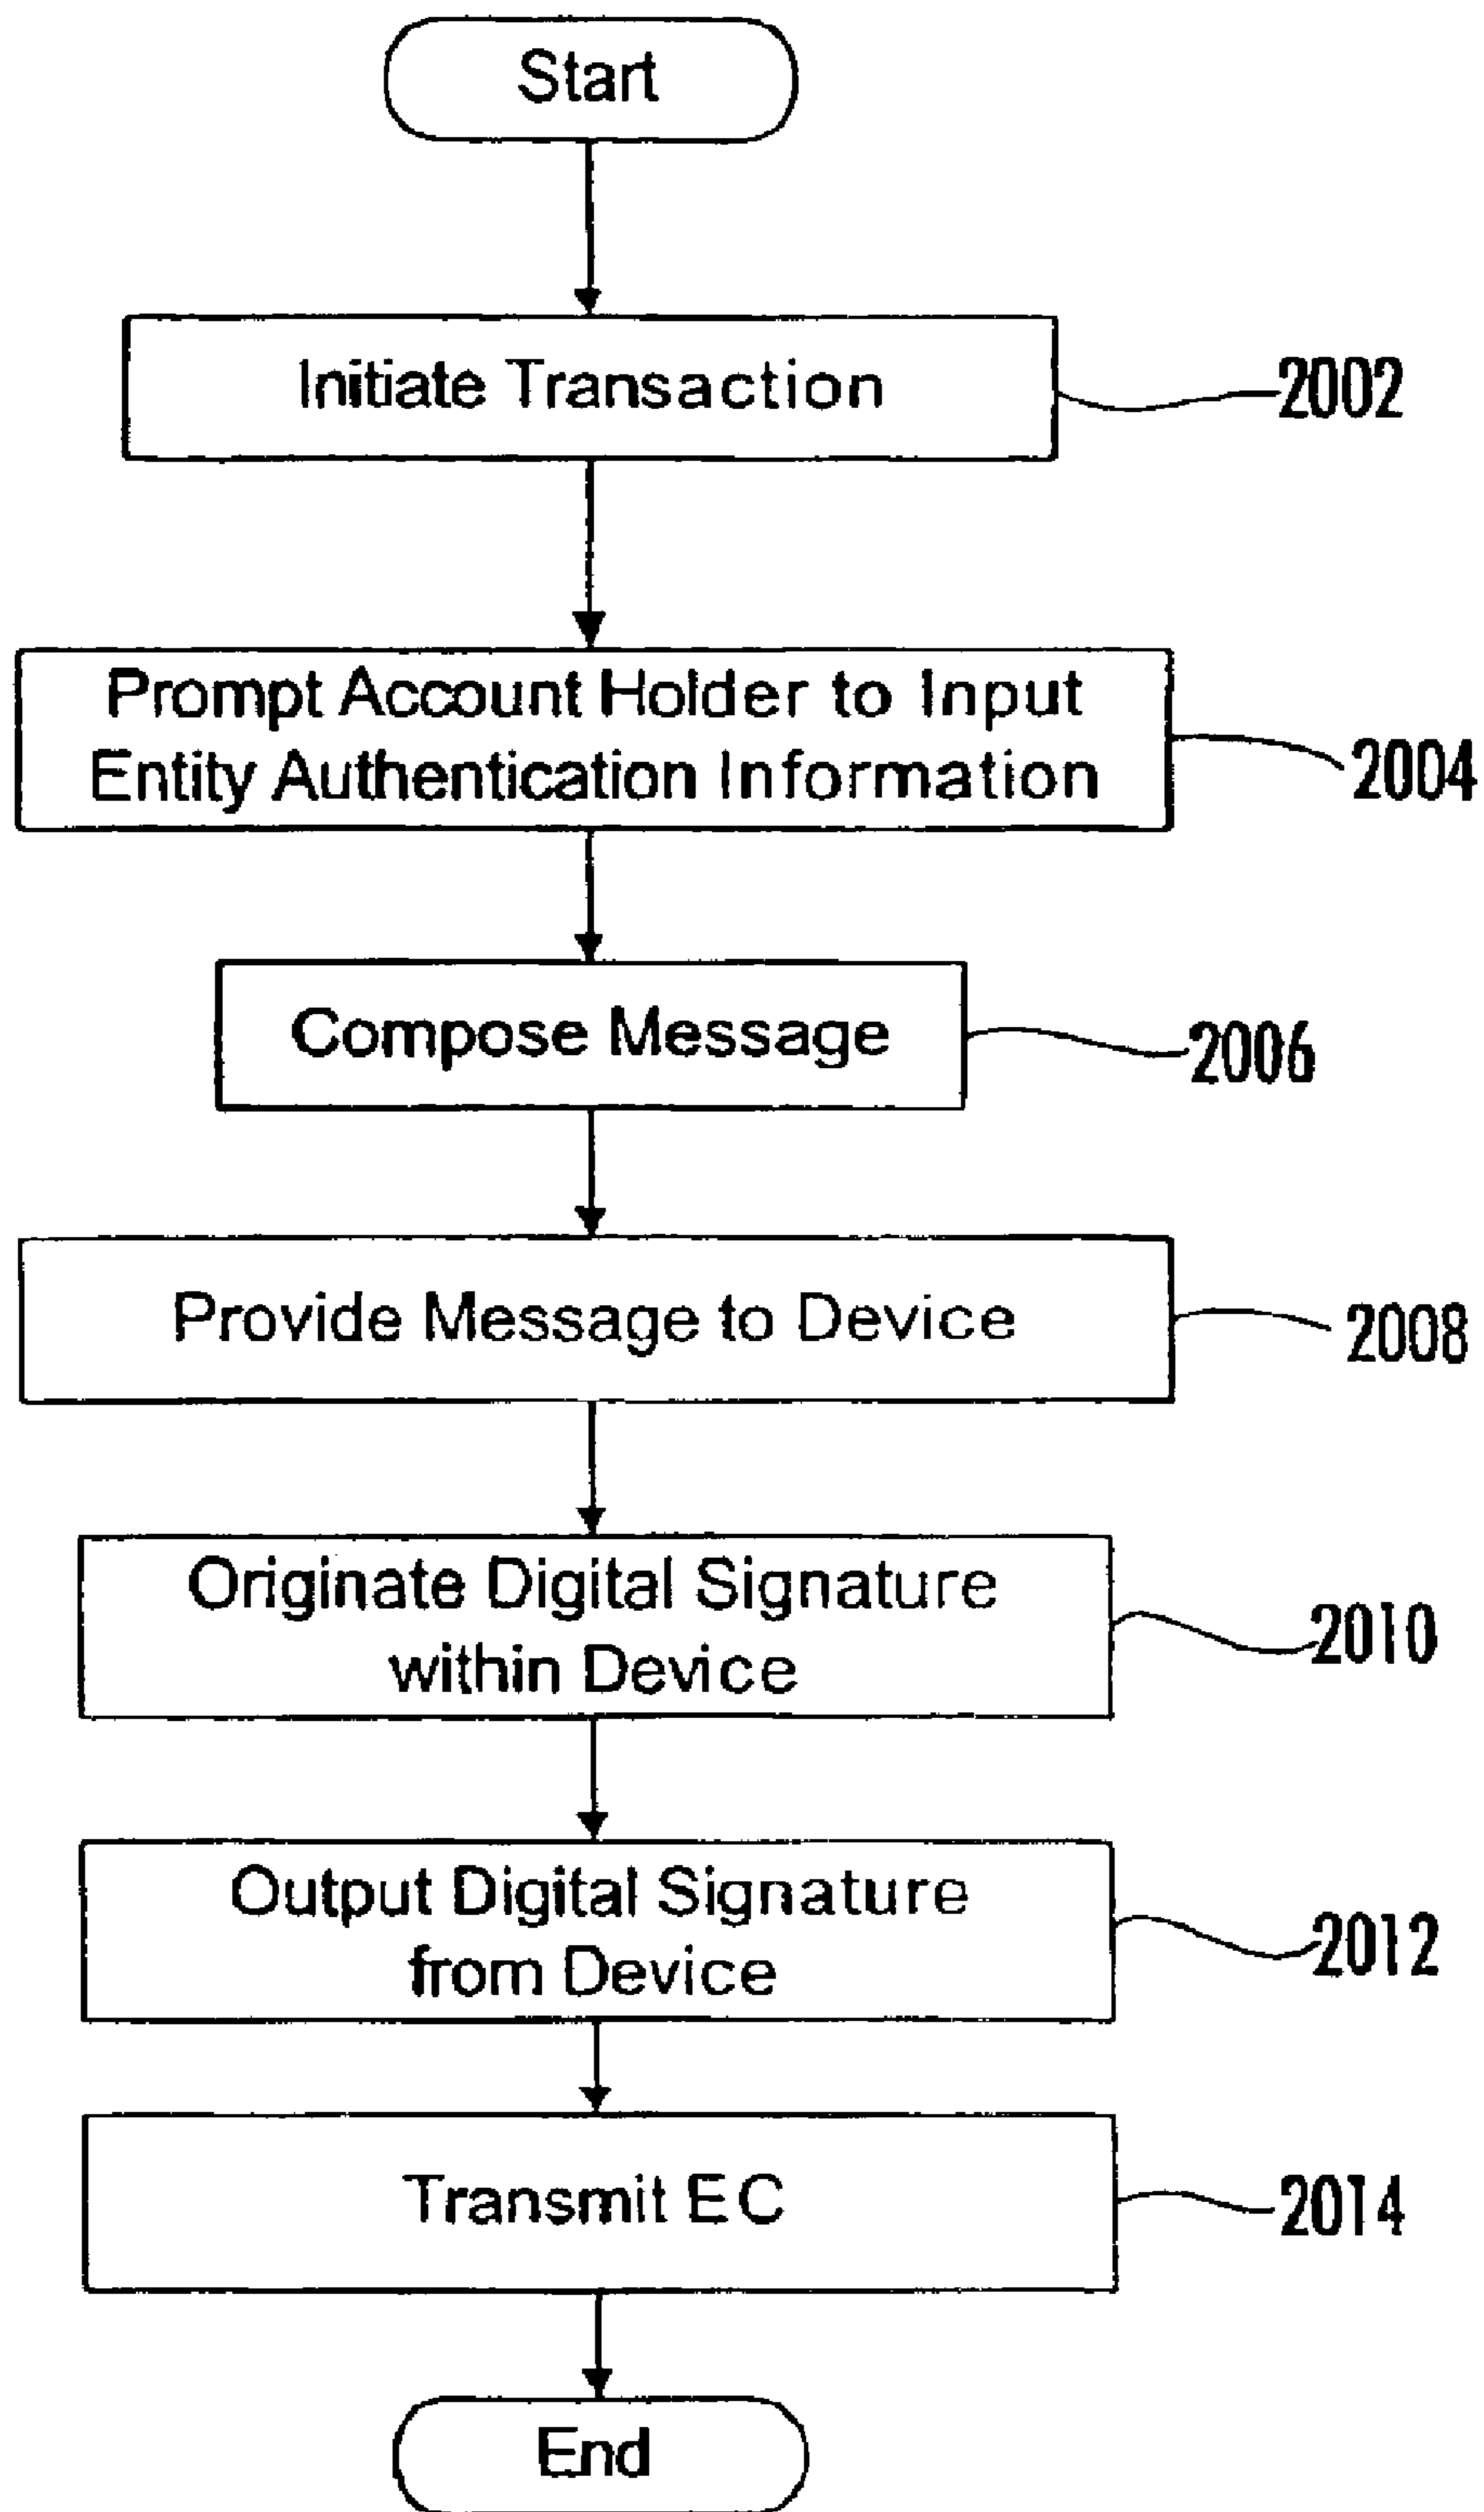 Start
Initiate Transaction
2002
Prompt Account Holder to Input
Entity Authentication Information
2004
Compose Message
2006
Provide Message to Device
2008
Originate Digital Signature
within Device
2010
Output Digital Signature
from Device
2012
Transmit EC
2014
End